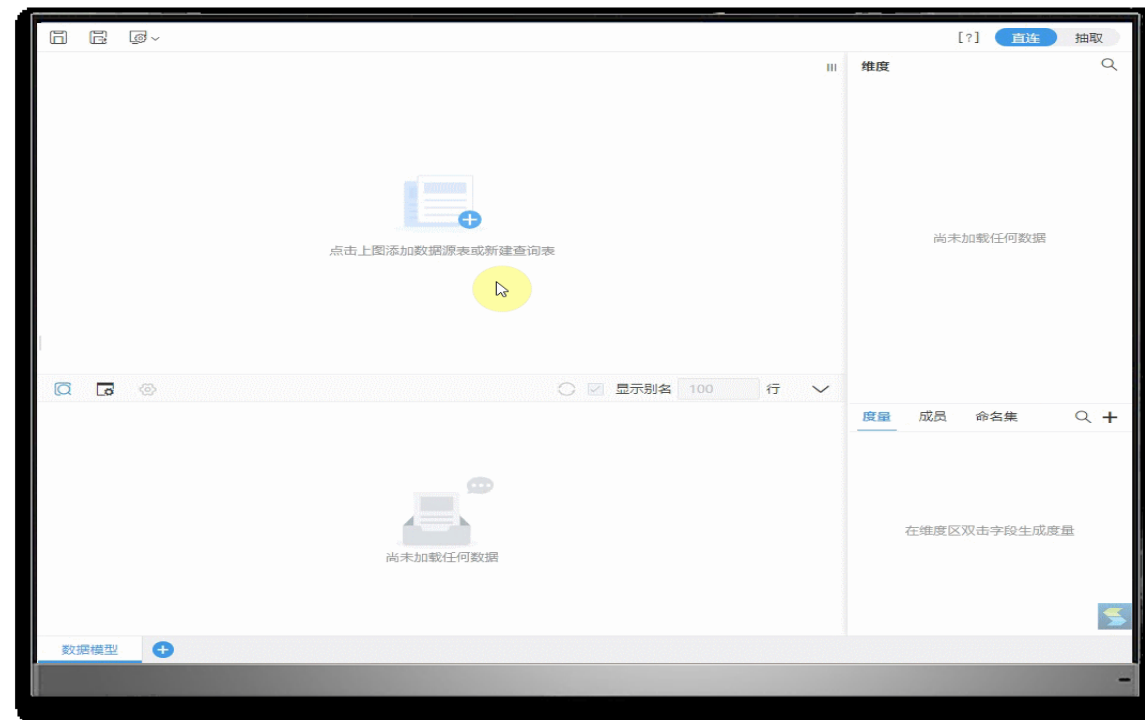 [?] 直连 抽取
维度
点击上图添加数据源表或新建查询表
尚未加载任何数据
显示别名 100 行
度量 成员 命名集
尚未加载任何数据
在维度区双击字段生成度量
数据模型